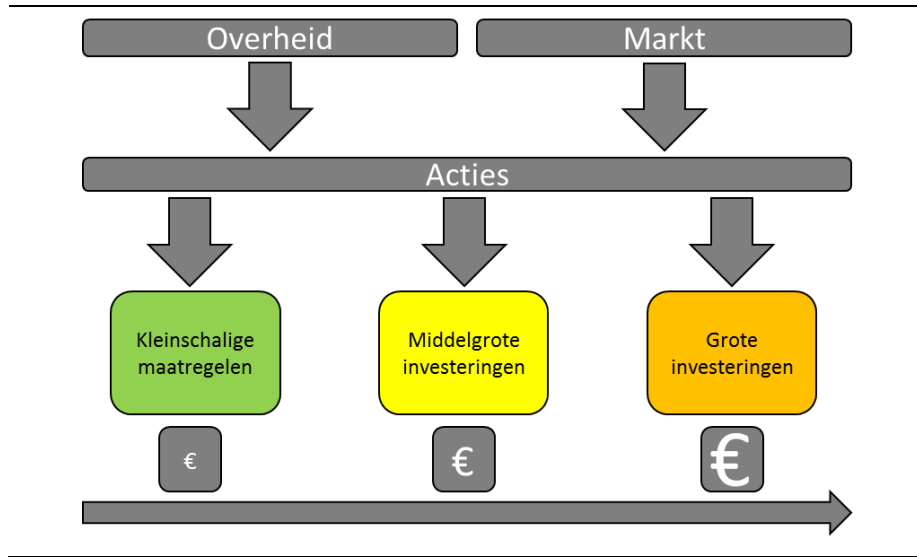 Overheid
Markt
Acties
Kleinschalige
maatregelen
Middelgrote
investeringen
Grote
investeringen
€
€
€